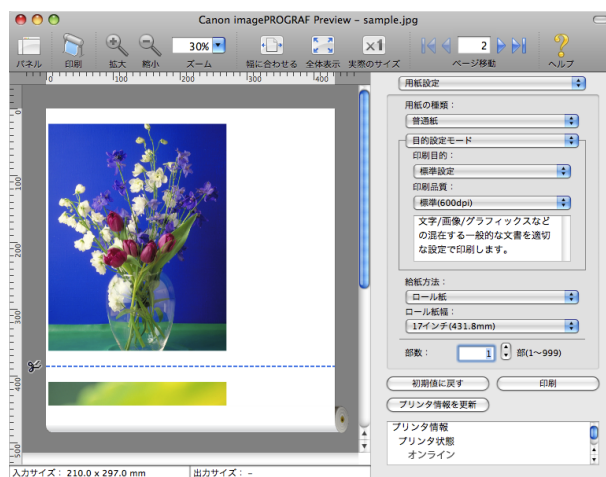 Canon imagePROGRAF Preview – sample.jpg
パネル 印刷 拡大 縮小 30% ズーム 幅に合わせる 全体表示 実際のサイズ 2 ページ移動 ヘルプ
0 100 200 300 400
0
100
200
300
400
500
用紙設定
用紙の種類：
普通紙
目的設定モード
印刷目的：
標準設定
印刷品質：
標準(600dpi)
文字/画像/グラフィックスなど
の混在する一般的な文書を適切
な設定で印刷します。
給紙方法：
ロール紙
ロール紙幅：
17インチ(431.8mm)
部数： 1 部(1〜999)
初期値に戻す 印刷
プリンタ情報を更新
プリンタ情報
プリンタ状態
オンライン
入力サイズ： 210.0 x 297.0 mm 出力サイズ： –